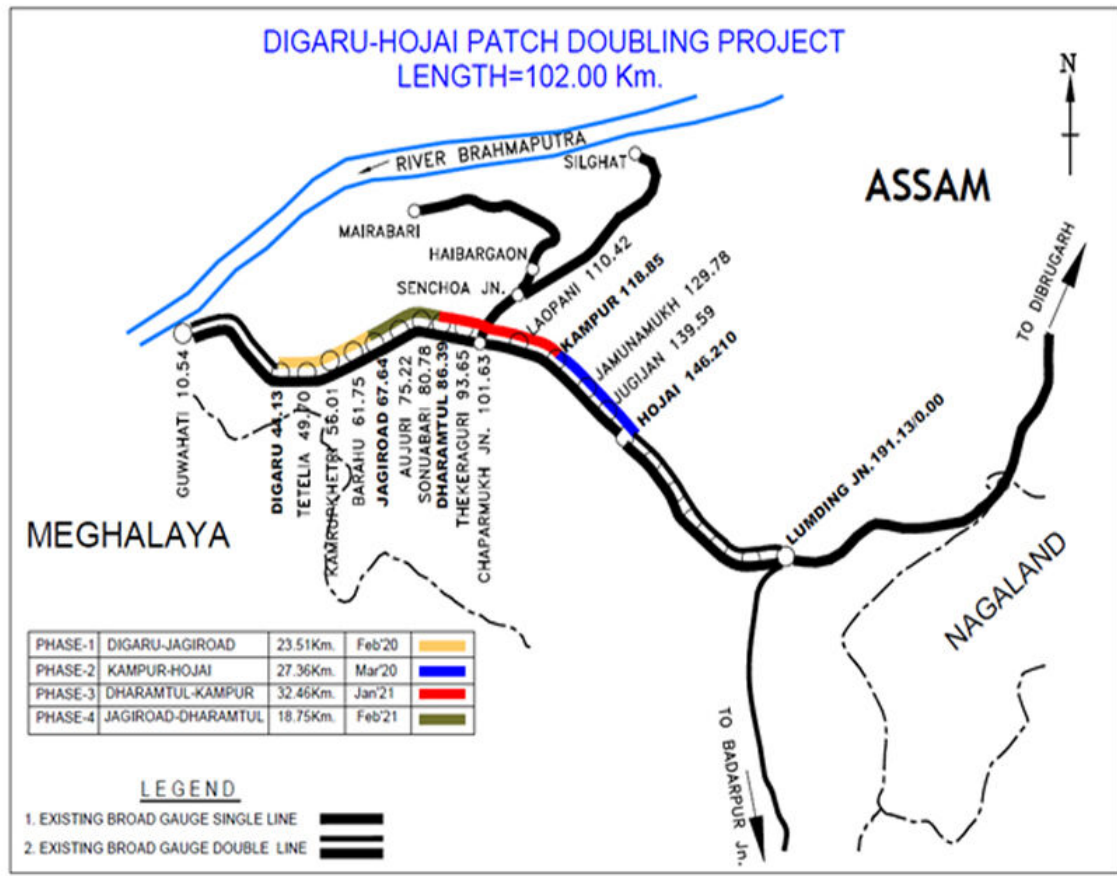 DIGARU-HOJAI PATCH DOUBLING PROJECT
LENGTH=102.00 Km.
N
RIVER BRAHMAPUTRA
SILGHAT
ASSAM
MAIRABARI
HAIBARGAON
SENCHOA JN.
LAOPANI 110.42
KAMPUR 118.85
JAMUNAMUKH 129.78
JUGIJAN 139.59
HOJAI 146.210
TO DIBRUGARH
GUWAHATI 10.54
DIGARU 44.13
TETELIA 49.70
KAMRUPKHETRI 56.01
BARAHU 61.75
JAGIROAD 67.64
AUJURI 75.22
SONUABARI 80.78
DHARAMTUL 86.39
THEKERAGURI 93.65
CHAPARMUKH JN. 101.63
LUMDING JN.191.13/0.00
MEGHALAYA
NAGALAND
TO BADARPUR Jn.
PHASE-1 DIGARU-JAGIROAD 23.51Km. Feb'20
PHASE-2 KAMPUR-HOJAI 27.36Km. Mar'20
PHASE-3 DHARAMTUL-KAMPUR 32.46Km. Jan'21
PHASE-4 JAGIROAD-DHARAMTUL 18.75Km. Feb'21
LEGEND
1. EXISTING BROAD GAUGE SINGLE LINE
2. EXISTING BROAD GAUGE DOUBLE LINE